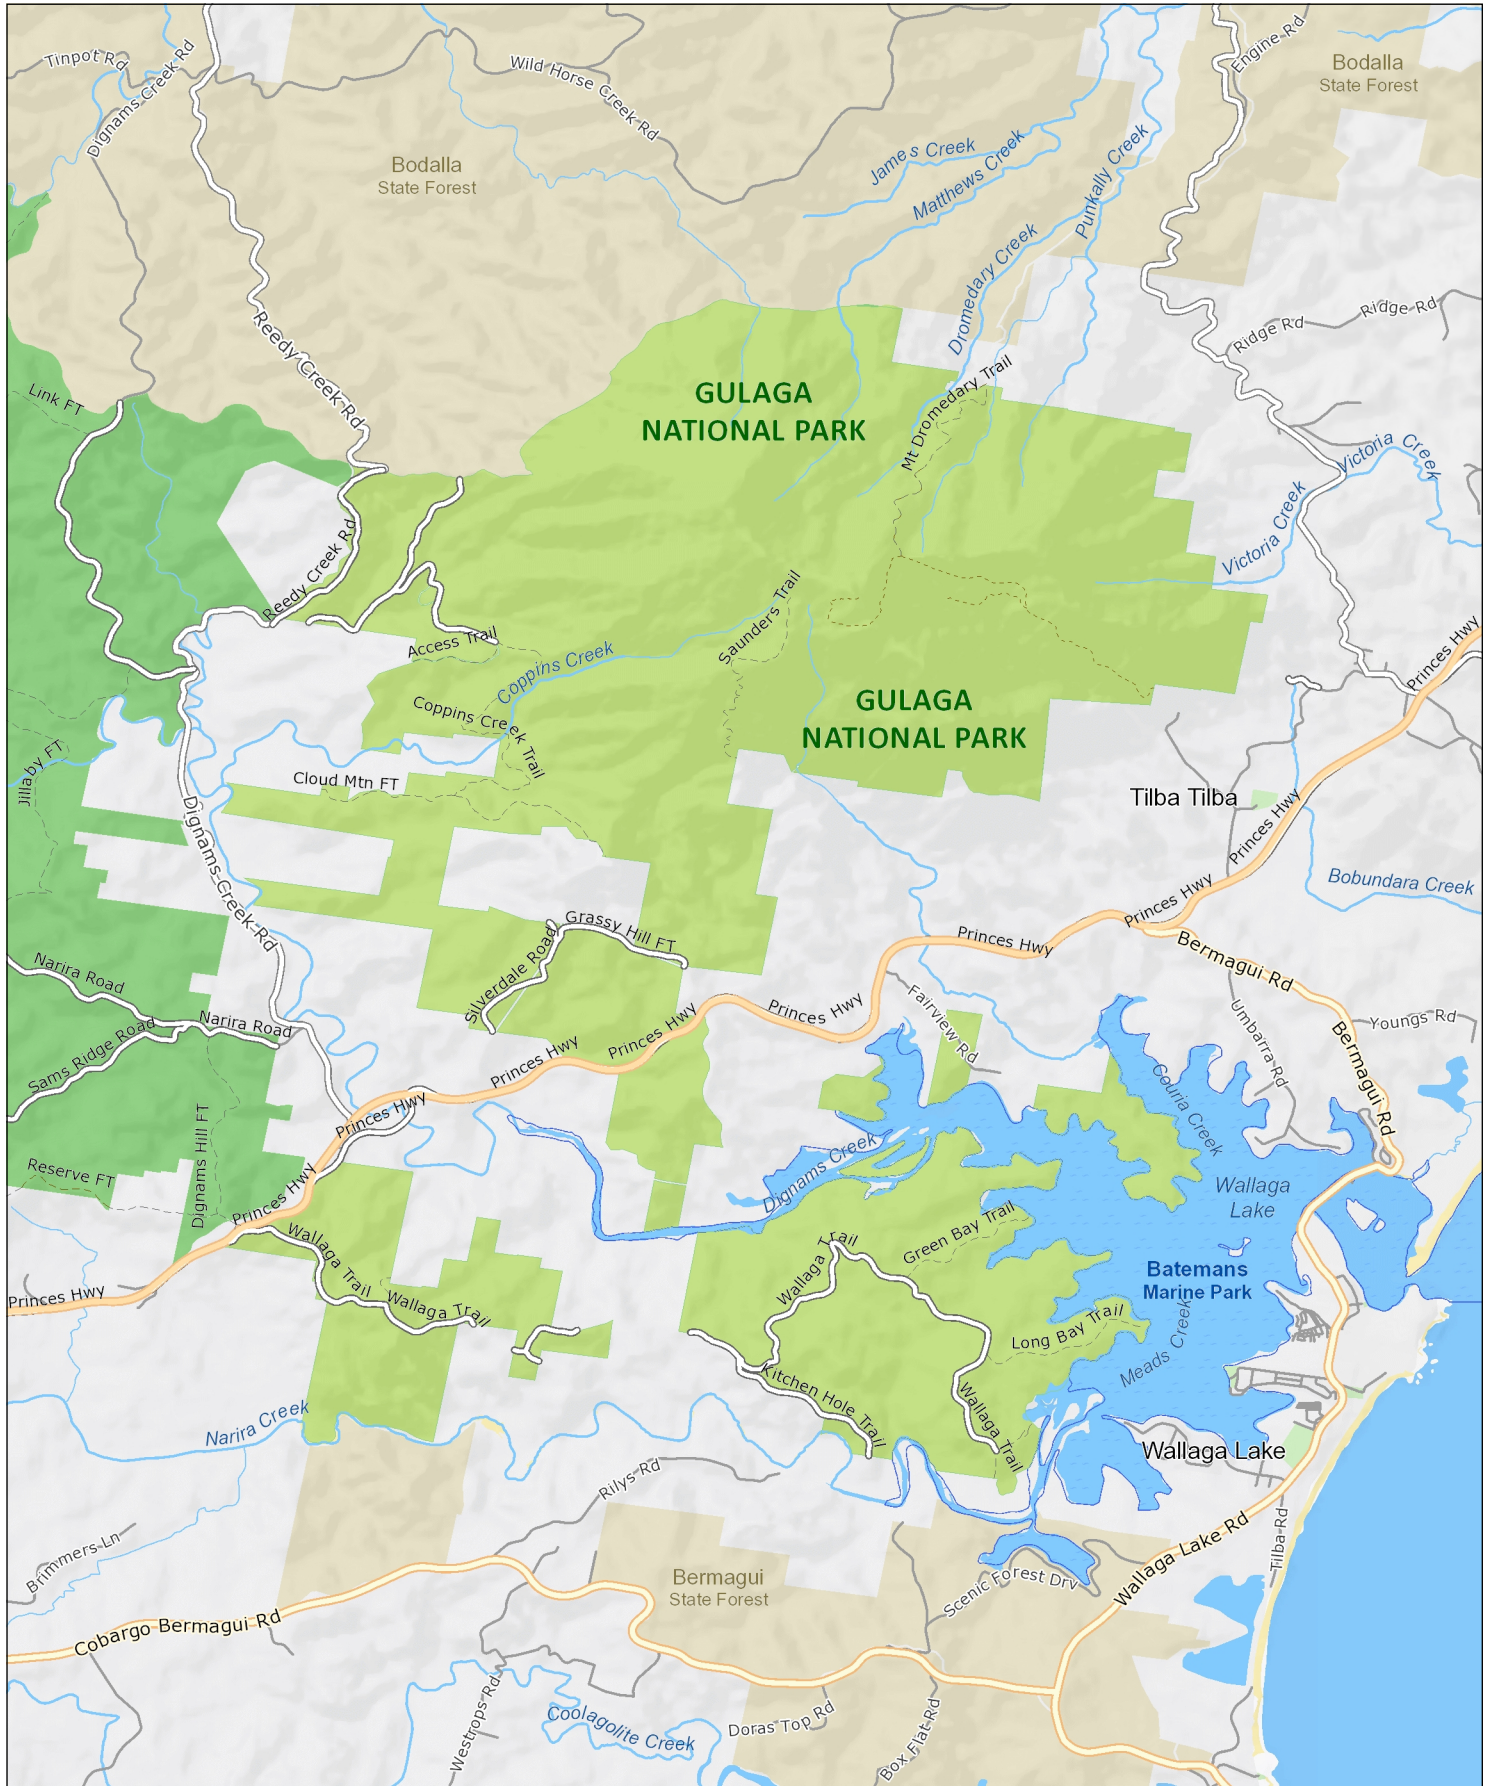 Tinpot Rd
Dignams Creek Rd
Wild Horse Creek Rd
Engine Rd
Bodalla
State Forest
Bodalla
State Forest
James Creek
Matthews Creek
Punkally Creek
Dromedary Creek
Ridge Rd
Ridge Rd
Reedy Creek Rd
Link FT
GULAGA
NATIONAL PARK
Mt Dromedary Trail
Victoria Creek
Victoria Creek
Reedy Creek Rd
Saunders Trail
Access Trail
Coppins Creek
Princes Hwy
Coppins Creek Trail
GULAGA
NATIONAL PARK
Jillaby FT
Cloud Mtn FT
Tilba Tilba
Princes Hwy
Dignams Creek Rd
Bobundara Creek
Princes Hwy
Grassy Hill FT
Silverdale Road
Princes Hwy
Bermagui Rd
Narira Road
Narira Road
Sams Ridge Road
Princes Hwy
Princes Hwy
Princes Hwy
Fairview Rd
Umbarra Rd
Youngs Rd
Bermagui Rd
Couria Creek
Princes Hwy
Dignams Hill FT
Reserve FT
Princes Hwy
Dignams Creek
Wallaga
Lake
Wallaga Trail
Wallaga Trail
Wallaga Trail
Green Bay Trail
Batemans
Marine Park
Princes Hwy
Long Bay Trail
Meads Creek
Kitchen Hole Trail
Wallaga Trail
Narira Creek
Wallaga Lake
Rilys Rd
Brimmers Ln
Wallaga Lake Rd
Tilba Rd
Bermagui
State Forest
Scenic Forest Drv
Cobargo Bermagui Rd
Westrops Rd
Coolagolite Creek
Doras Top Rd
Box Flat Rd